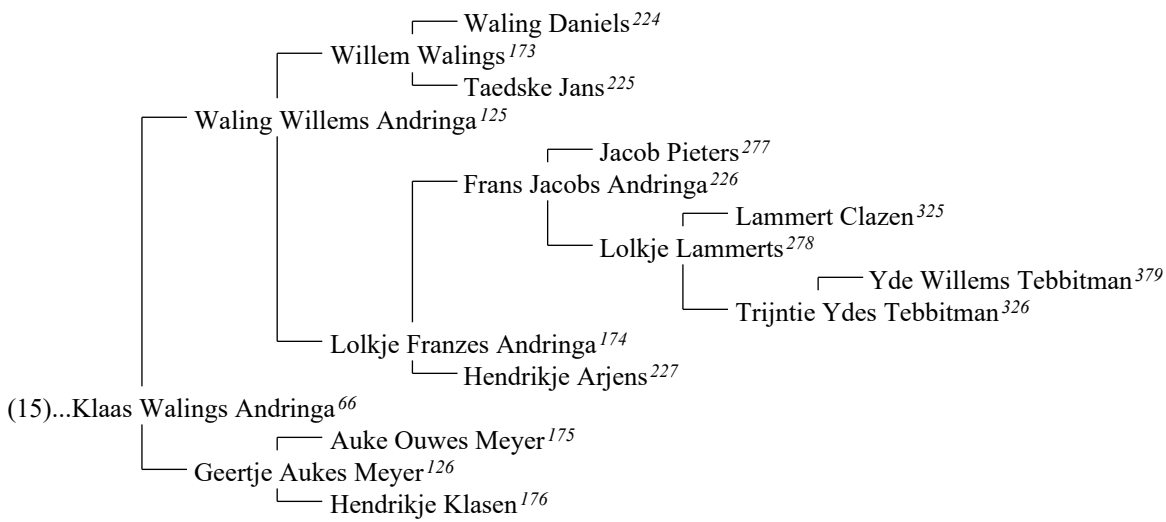 Waling Daniels224
Willem Walings173
Taedske Jans225
Waling Willems Andringa125
Jacob Pieters277
Frans Jacobs Andringa226
Lammert Clazen325
Lolkje Lammerts278
Yde Willems Tebbitman379
Trijntie Ydes Tebbitman326
Lolkje Franzes Andringa174
Hendrikje Arjens227
(15)...Klaas Walings Andringa66
Auke Ouwes Meyer175
Geertje Aukes Meyer126
Hendrikje Klasen176